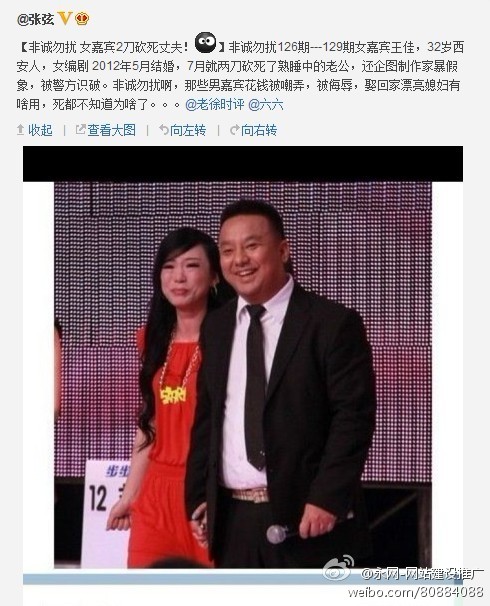 @张弦
【非诚勿扰 女嘉宾2刀砍死丈夫！】非诚勿扰126期---129期女嘉宾王佳，32岁西
安人，女编剧 2012年5月结婚，7月就两刀砍死了熟睡中的老公，还企图制作家暴假
象，被警方识破。非诚勿扰啊，那些男嘉宾花钱被嘲弄，被侮辱，娶回家漂亮媳妇有
啥用，死都不知道为啥了。。。@老徐时评 @六六
收起 | 查看大图 | 向左转 | 向右转
步步
12
@永网-网站建设推广
weibo.com/80884088